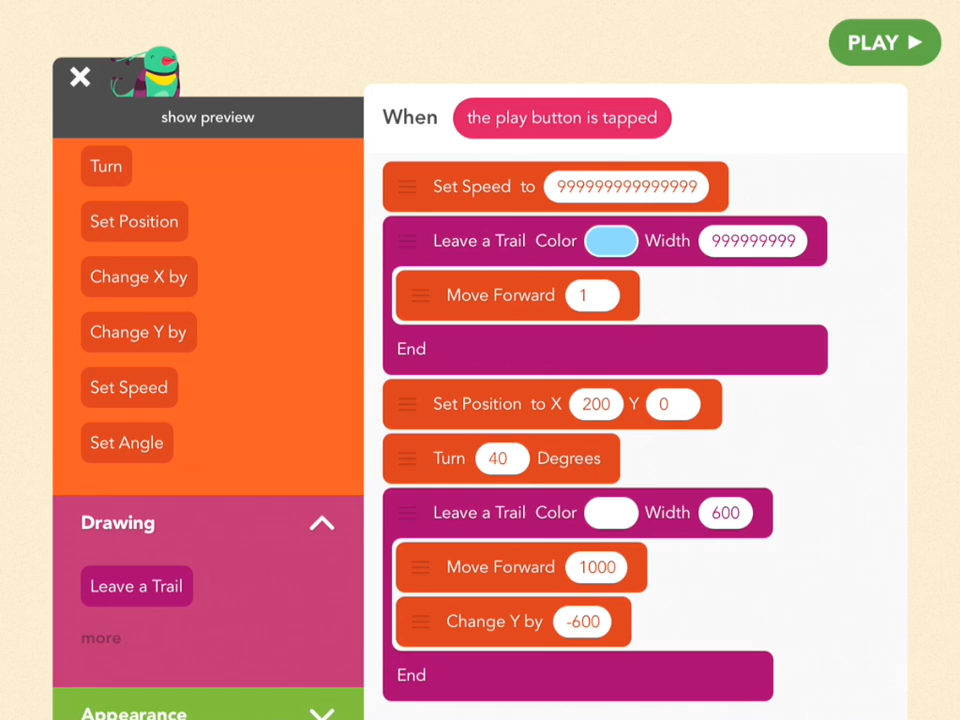 PLAY
show preview
When the play button is tapped
Turn
Set Position
Change X by
Change Y by
Set Speed
Set Angle
Drawing
Leave a Trail
more
Appearance
Set Speed to 999999999999999
Leave a Trail Color Width 999999999
Move Forward 1
End
Set Position to X 200 Y 0
Turn 40 Degrees
Leave a Trail Color Width 600
Move Forward 1000
Change Y by -600
End